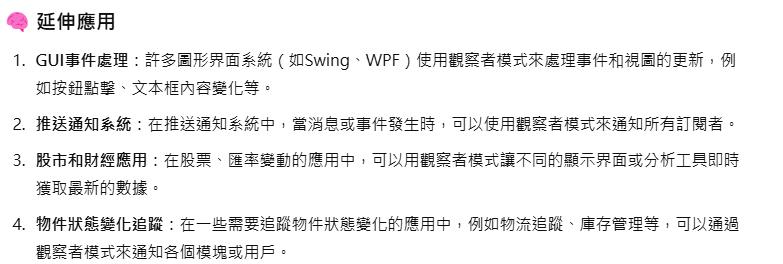 延伸應用
1. GUI事件處理：許多圖形界面系統（如Swing、WPF）使用觀察者模式來處理事件和視圖的更新，例
如按鈕點擊、文本框內容變化等。
2. 推送通知系統：在推送通知系統中，當消息或事件發生時，可以使用觀察者模式來通知所有訂閱者。
3. 股市和財經應用：在股票、匯率變動的應用中，可以用觀察者模式讓不同的顯示界面或分析工具即時
獲取最新的數據。
4. 物件狀態變化追蹤：在一些需要追蹤物件狀態變化的應用中，例如物流追蹤、庫存管理等，可以通過
觀察者模式來通知各個模塊或用戶。